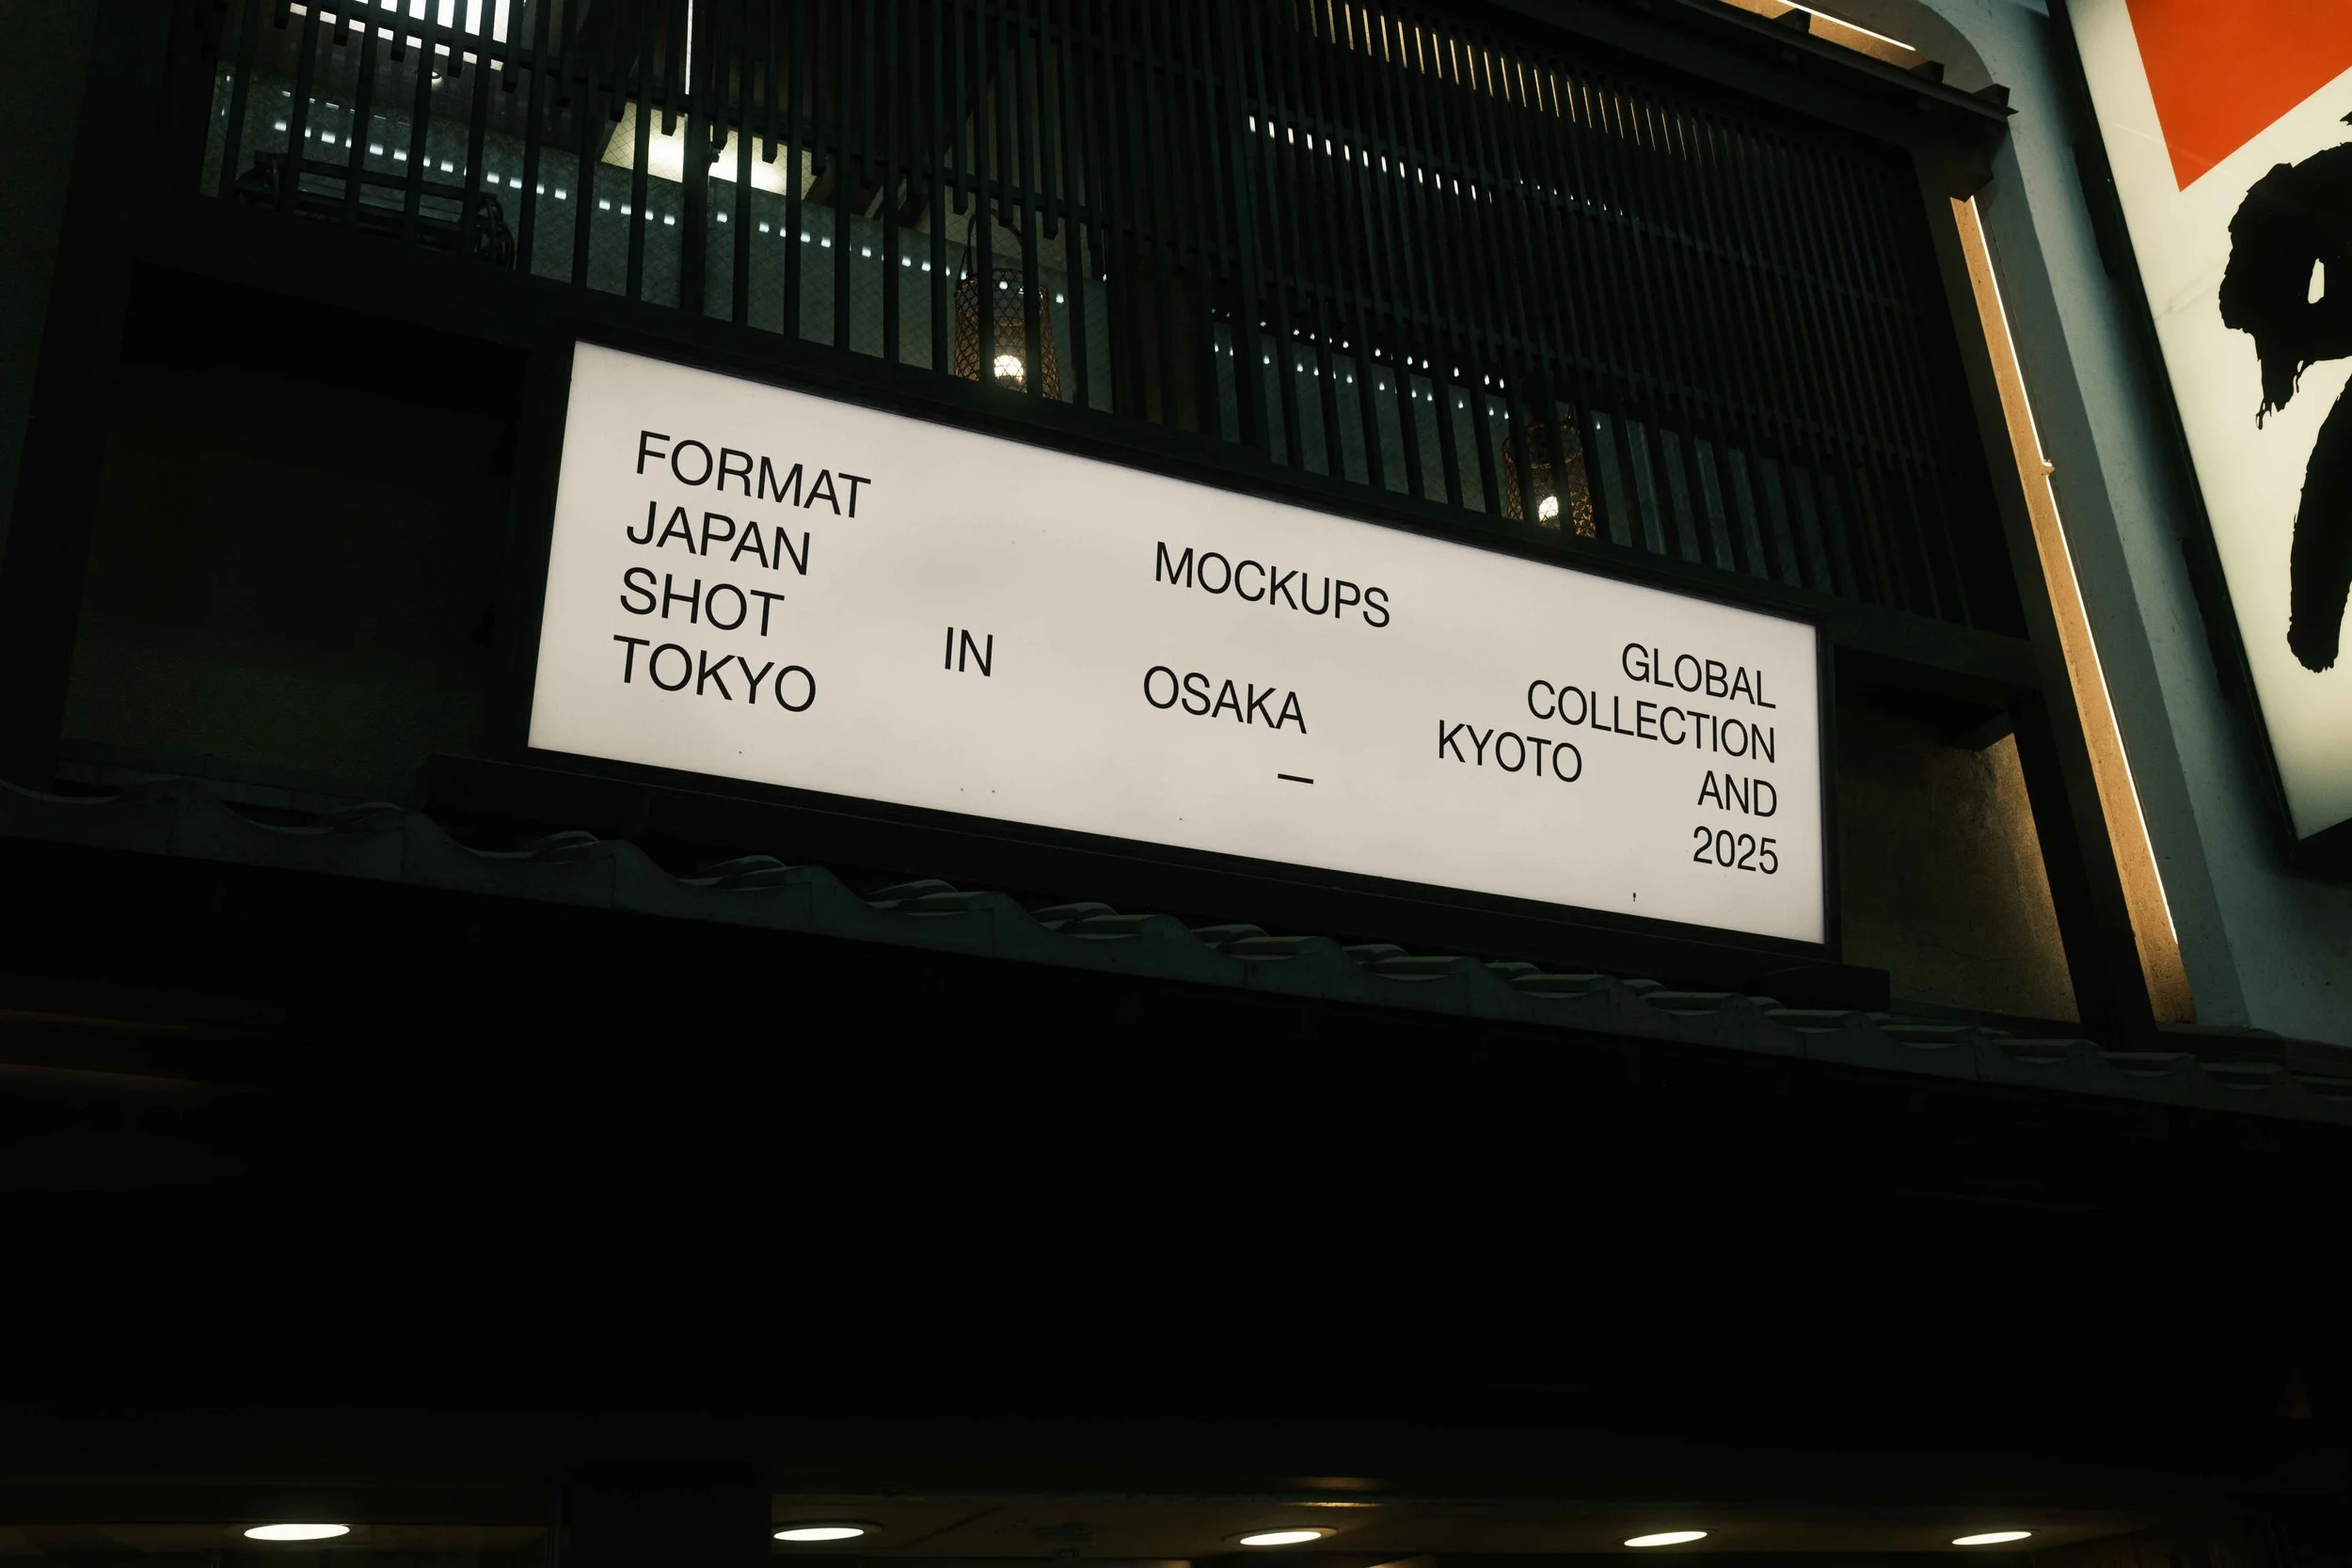 FORMAT MOCKUPS GLOBAL
JAPAN COLLECTION
SHOT IN OSAKA KYOTO AND
TOKYO — 2025